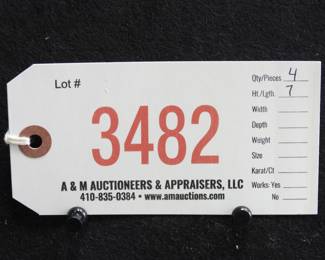 Lot #
3482
A & M AUCTIONEERS & APPRAISERS, LLC
410-835-0384 • www.amauctions.com
Qty/Pieces 4
Ht./Lgth. 7
Width
Depth
Weight
Size
Karat/Ct
Works: Yes
No